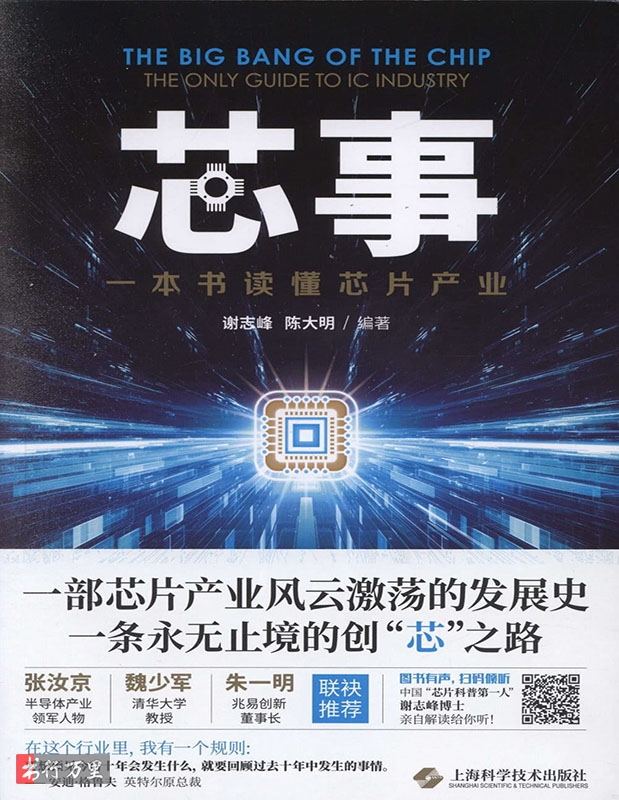 THE BIG BANG OF THE CHIP
THE ONLY GUIDE TO IC INDUSTRY
芯事
一本书读懂芯片产业
谢志峰 陈大明 / 编著
一部芯片产业风云激荡的发展史
一条永无止境的创“芯”之路
张汝京
半导体产业
领军人物
魏少军
清华大学
教授
朱一明
兆易创新
董事长
联袂
推荐
图书有声,扫码倾听
中国“芯片科普第一人”
谢志峰博士
亲自解读给你听!
在这个行业里,我有一个规则:
十年会发生什么,就要回顾过去十年中发生的事情。
安迪·格鲁夫 英特尔原总裁
书行万里
上海科学技术出版社
SHANGHAI SCIENTIFIC & TECHNICAL PUBLISHERS